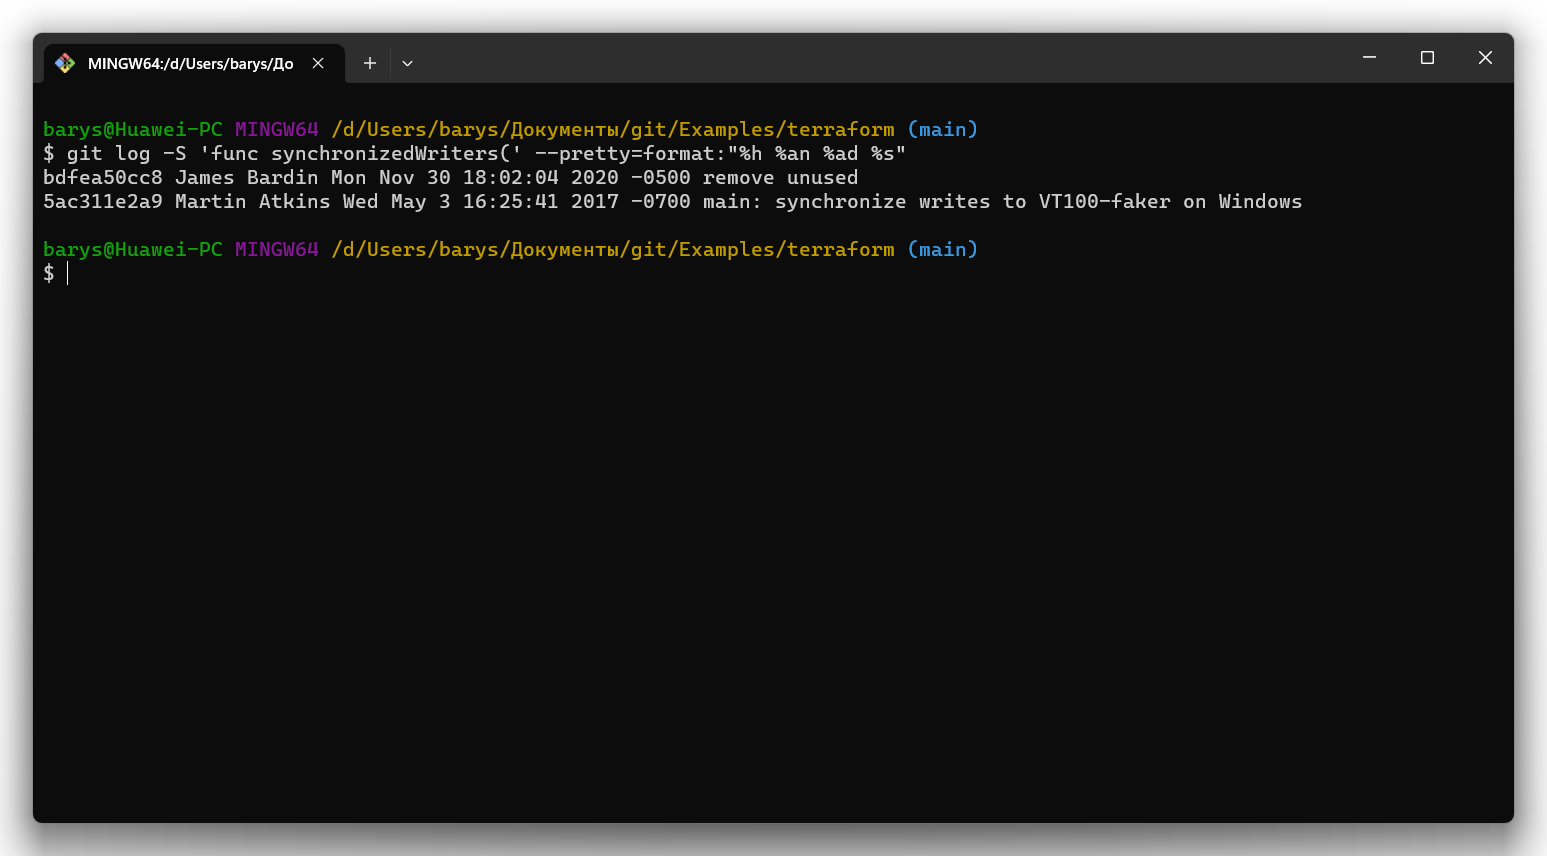 MINGW64:/d/Users/barys/До
barys@Huawei-PC MINGW64 /d/Users/barys/Документы/git/Examples/terraform (main)
$ git log -S 'func synchronizedWriters(' --pretty=format:"%h %an %ad %s"
bdfea50cc8 James Bardin Mon Nov 30 18:02:04 2020 -0500 remove unused
5ac311e2a9 Martin Atkins Wed May 3 16:25:41 2017 -0700 main: synchronize writes to VT100-faker on Windows
barys@Huawei-PC MINGW64 /d/Users/barys/Документы/git/Examples/terraform (main)
$